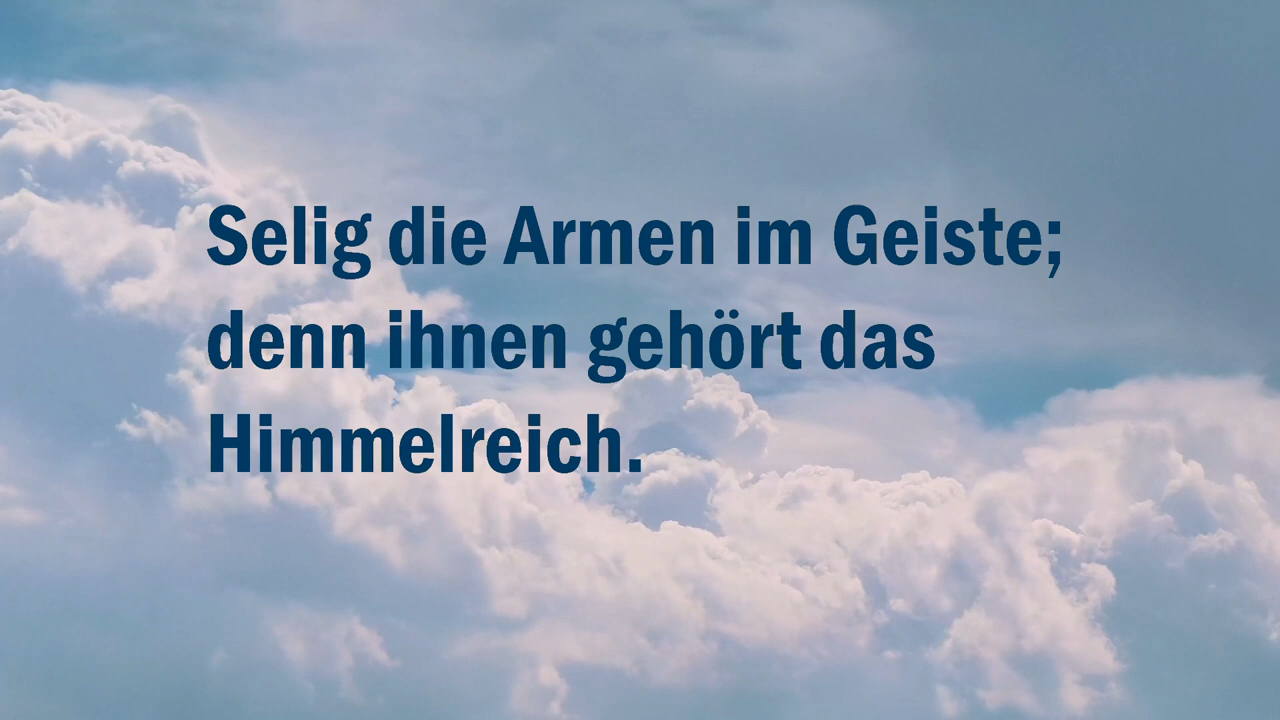 Selig die Armen im Geiste;
denn ihnen gehört das
Himmelreich.